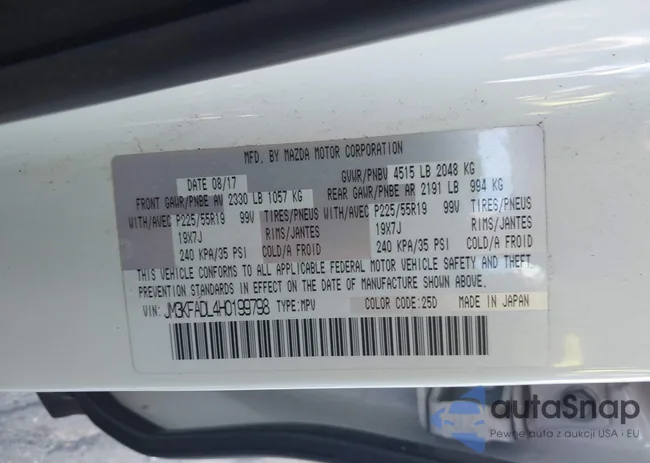 MFD. BY MAZDA MOTOR CORPORATION
DATE 08/17 GVWR/PNBV 4515 LB 2048 KG
FRONT GAWR/PNBE AV 2330 LB 1057 KG REAR GAWR/PNBE AR 2191 LB 994 KG
WITH/AVEC P225/55R19 99V TIRES/PNEUS WITH/AVEC P225/55R19 99V TIRES/PNEUS
19X7J RIMS/JANTES 19X7J RIMS/JANTES
240 KPA/35 PSI COLD/A FROID 240 KPA/35 PSI COLD/A FROID
THIS VEHICLE CONFORMS TO ALL APPLICABLE FEDERAL MOTOR VEHICLE SAFETY AND THEFT
PREVENTION STANDARDS IN EFFECT ON THE DATE OF MANUFACTURE SHOWN ABOVE.
VIN: JM3KFADL4H0199798 TYPE:MPV COLOR CODE:25D MADE IN JAPAN
autoSnap
Pewne auta z aukcji USA i EU